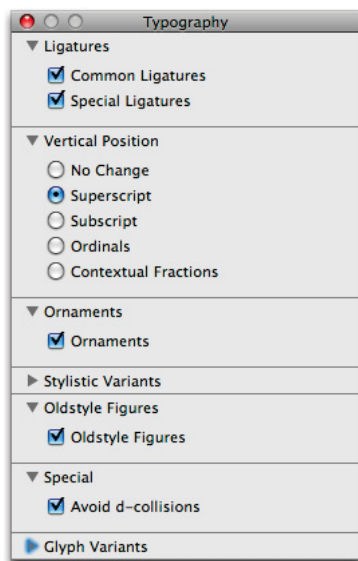 Typography
Ligatures
Common Ligatures
Special Ligatures
Vertical Position
No Change
Superscript
Subscript
Ordinals
Contextual Fractions
Ornaments
Ornaments
Stylistic Variants
Oldstyle Figures
Oldstyle Figures
Special
Avoid d-collisions
Glyph Variants